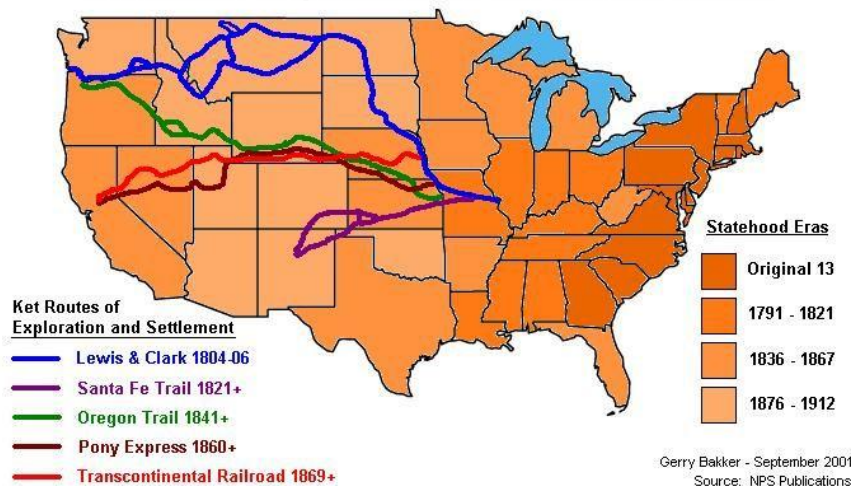 Statehood Eras
Original 13
1791 - 1821
1836 - 1867
1876 - 1912
Ket Routes of
Exploration and Settlement
Lewis & Clark 1804-06
Santa Fe Trail 1821+
Oregon Trail 1841+
Pony Express 1860+
Transcontinental Railroad 1869+
Gerry Bakker - September 2001
Source: NPS Publications